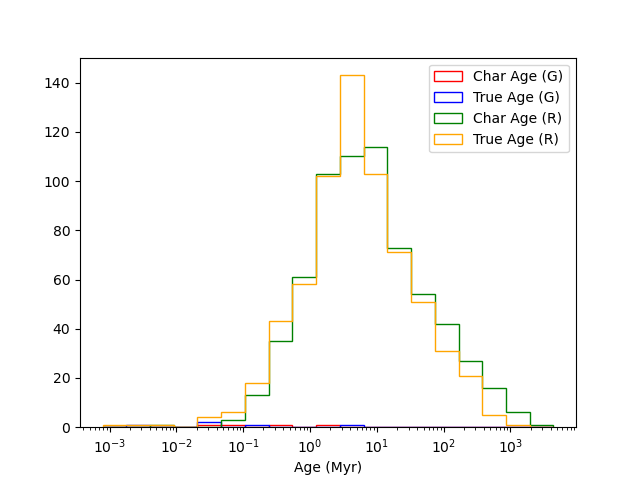 Char Age (G)
True Age (G)
Char Age (R)
True Age (R)
140
120
100
80
60
40
20
0
10⁻³ 10⁻² 10⁻¹ 10⁰ 10¹ 10² 10³
Age (Myr)